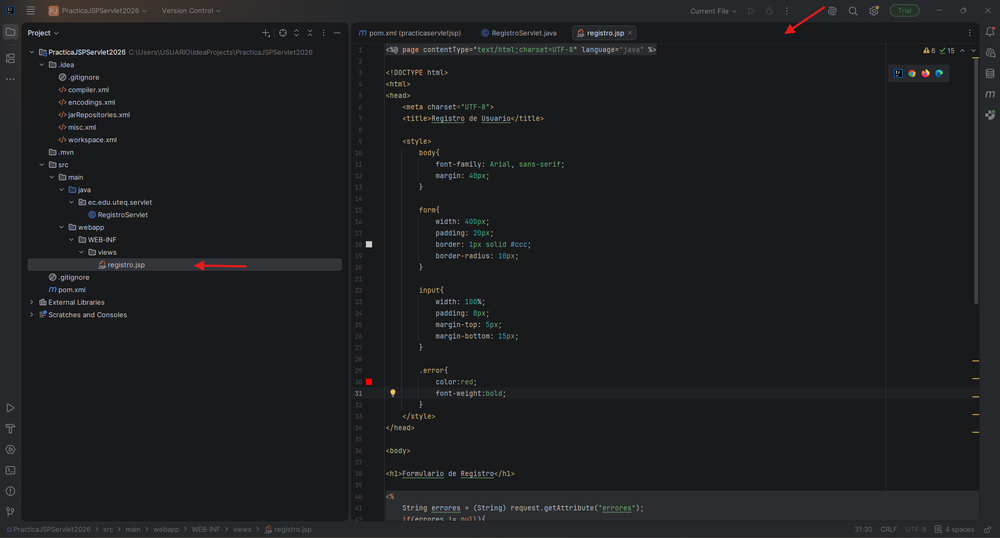 PJ PracticaJSPServlet2026 Version Control Current File Trial
Project
PracticaJSPServlet2026 C:\Users\USUARIO\IdeaProjects\PracticaJSPServlet2026
.idea
.gitignore
compiler.xml
encodings.xml
jarRepositories.xml
misc.xml
workspace.xml
.mvn
src
main
java
ec.edu.uteq.servlet
RegistroServlet
webapp
WEB-INF
views
registro.jsp
.gitignore
pom.xml
External Libraries
Scratches and Consoles
pom.xml (practicaservletjsp) RegistroServlet.java registro.jsp
6 15
1 <%@ page contentType="text/html;charset=UTF-8" language="java" %>
2
3 <!DOCTYPE html>
4 <html>
5 <head>
6 <meta charset="UTF-8">
7 <title>Registro de Usuario</title>
8
9 <style>
10 body{
11 font-family: Arial, sans-serif;
12 margin: 40px;
13 }
14
15 form{
16 width: 400px;
17 padding: 20px;
18 border: 1px solid #ccc;
19 border-radius: 10px;
20 }
21
22 input{
23 width: 100%;
24 padding: 8px;
25 margin-top: 5px;
26 margin-bottom: 15px;
27 }
28
29 .error{
30 color:red;
31 font-weight:bold;
32 }
33 </style>
34 </head>
35
36 <body>
37
38 <h1>Formulario de Registro</h1>
39
40 <%
41 String errores = (String) request.getAttribute("errores");
42 if(errores != null){
PracticaJSPServlet2026 > src > main > webapp > WEB-INF > views > registro.jsp 31:30 CRLF UTF-8 4 spaces